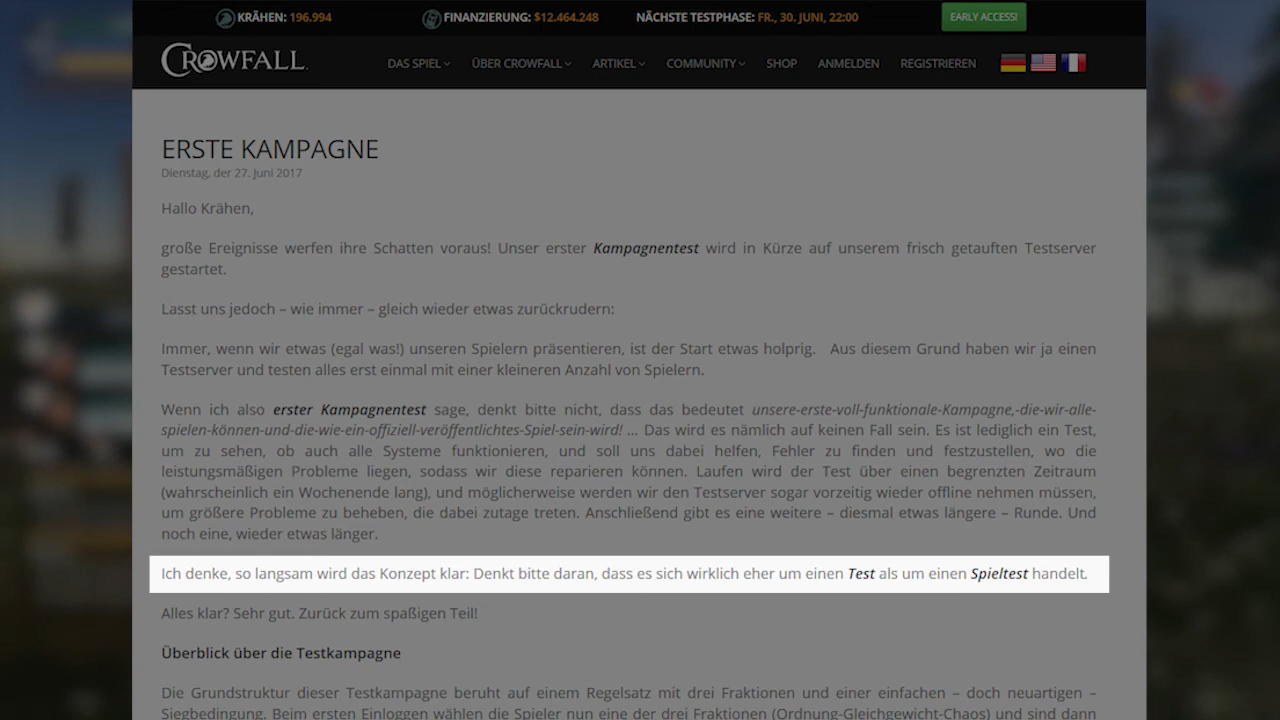 KRÄHEN: 196.994 FINANZIERUNG: $12.464.248 NÄCHSTE TESTPHASE: FR., 30. JUNI, 22:00 EARLY ACCESS!
CROWFALL DAS SPIEL ÜBER CROWFALL ARTIKEL COMMUNITY SHOP ANMELDEN REGISTRIEREN
ERSTE KAMPAGNE
Dienstag, der 27. Juni 2017
Hallo Krähen,
große Ereignisse werfen ihre Schatten voraus! Unser erster Kampagnentest wird in Kürze auf unserem frisch getauften Testserver
gestartet.
Lasst uns jedoch – wie immer – gleich wieder etwas zurückrudern:
Immer, wenn wir etwas (egal was!) unseren Spielern präsentieren, ist der Start etwas holprig. Aus diesem Grund haben wir ja einen
Testserver und testen alles erst einmal mit einer kleineren Anzahl von Spielern.
Wenn ich also erster Kampagnentest sage, denkt bitte nicht, dass das bedeutet unsere-erste-voll-funktionale-Kampagne,-die-wir-alle-
spielen-können-und-die-wie-ein-offiziell-veröffentlichtes-Spiel-sein-wird! ... Das wird es nämlich auf keinen Fall sein. Es ist lediglich ein Test,
um zu sehen, ob auch alle Systeme funktionieren, und soll uns dabei helfen, Fehler zu finden und festzustellen, wo die
leistungsmäßigen Probleme liegen, sodass wir diese reparieren können. Laufen wird der Test über einen begrenzten Zeitraum
(wahrscheinlich ein Wochenende lang), und möglicherweise werden wir den Testserver sogar vorzeitig wieder offline nehmen müssen,
um größere Probleme zu beheben, die dabei zutage treten. Anschließend gibt es eine weitere – diesmal etwas längere – Runde. Und
noch eine, wieder etwas länger.
Ich denke, so langsam wird das Konzept klar: Denkt bitte daran, dass es sich wirklich eher um einen Test als um einen Spieltest handelt.
Alles klar? Sehr gut. Zurück zum spaßigen Teil!
Überblick über die Testkampagne
Die Grundstruktur dieser Testkampagne beruht auf einem Regelsatz mit drei Fraktionen und einer einfachen – doch neuartigen –
Siegbedingung. Beim ersten Einloggen wählen die Spieler nun eine der drei Fraktionen (Ordnung-Gleichgewicht-Chaos) und sind dann